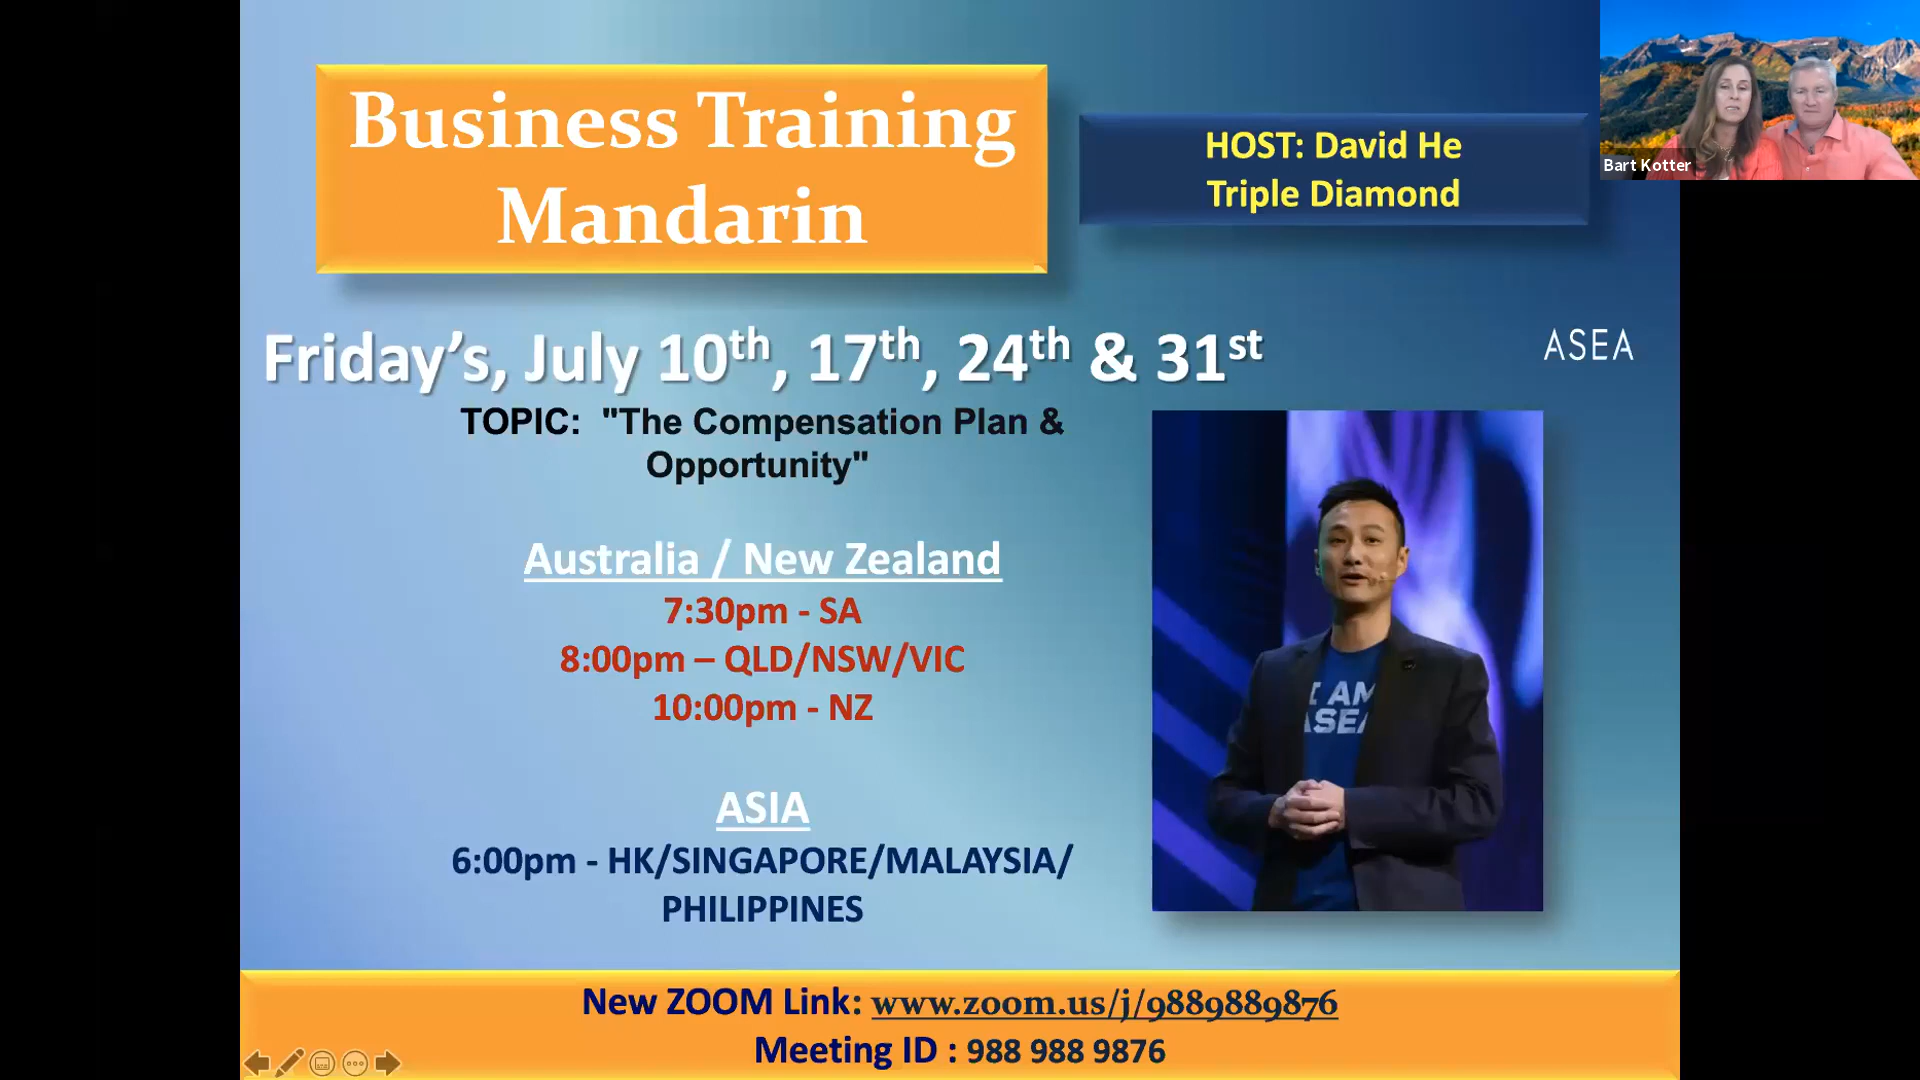 Business Training
Mandarin
HOST: David He
Triple Diamond
Bart Kotter
Friday's, July 10th, 17th, 24th & 31st
ASEA
TOPIC: "The Compensation Plan &
Opportunity"
Australia / New Zealand
7:30pm - SA
8:00pm – QLD/NSW/VIC
10:00pm - NZ
I AM
ASEA
ASIA
6:00pm - HK/SINGAPORE/MALAYSIA/
PHILIPPINES
New ZOOM Link: www.zoom.us/j/9889889876
Meeting ID : 988 988 9876